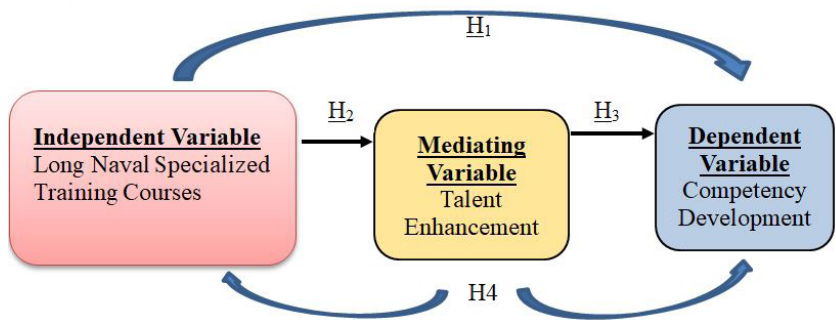 H₁
Independent Variable
Long Naval Specialized
Training Courses
H₂
Mediating
Variable
Talent
Enhancement
H₃
Dependent
Variable
Competency
Development
H4